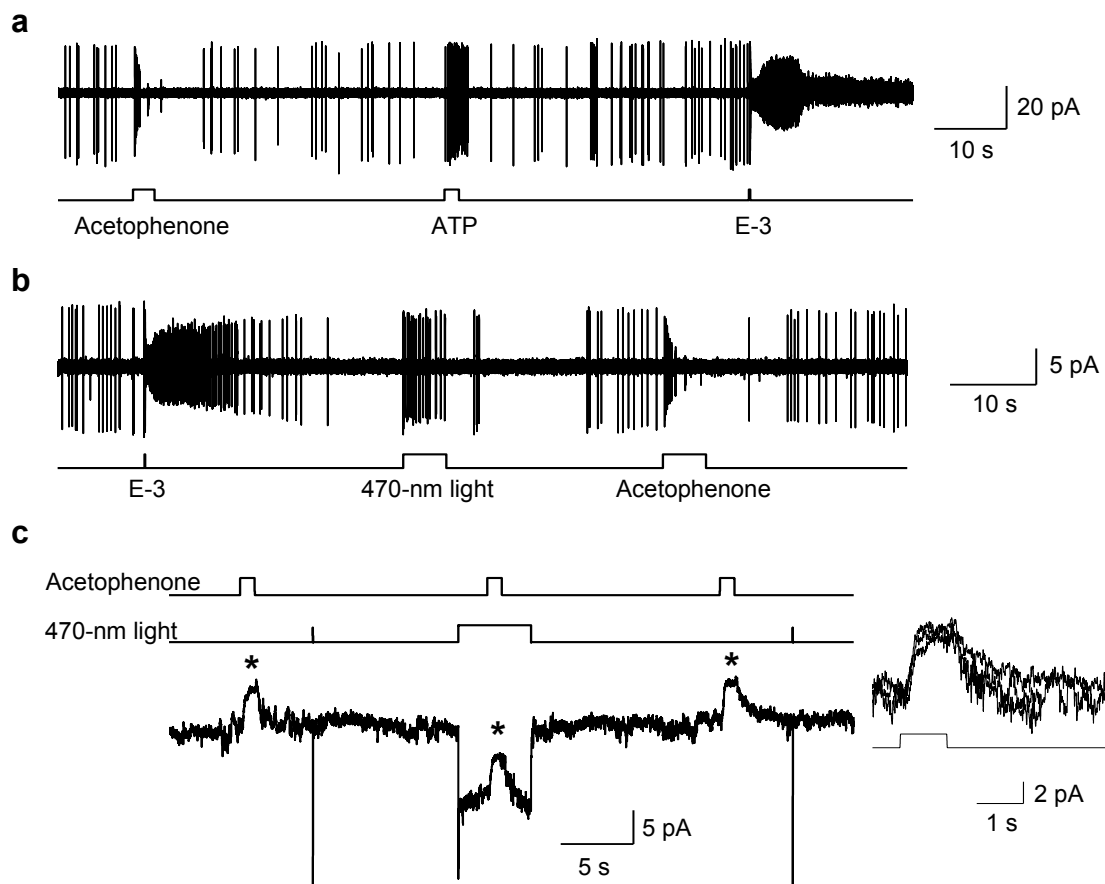 a
20 pA
10 s
Acetophenone ATP E-3
b
5 pA
10 s
E-3 470-nm light Acetophenone
c
Acetophenone
470-nm light
*
*
*
5 pA
5 s
2 pA
1 s